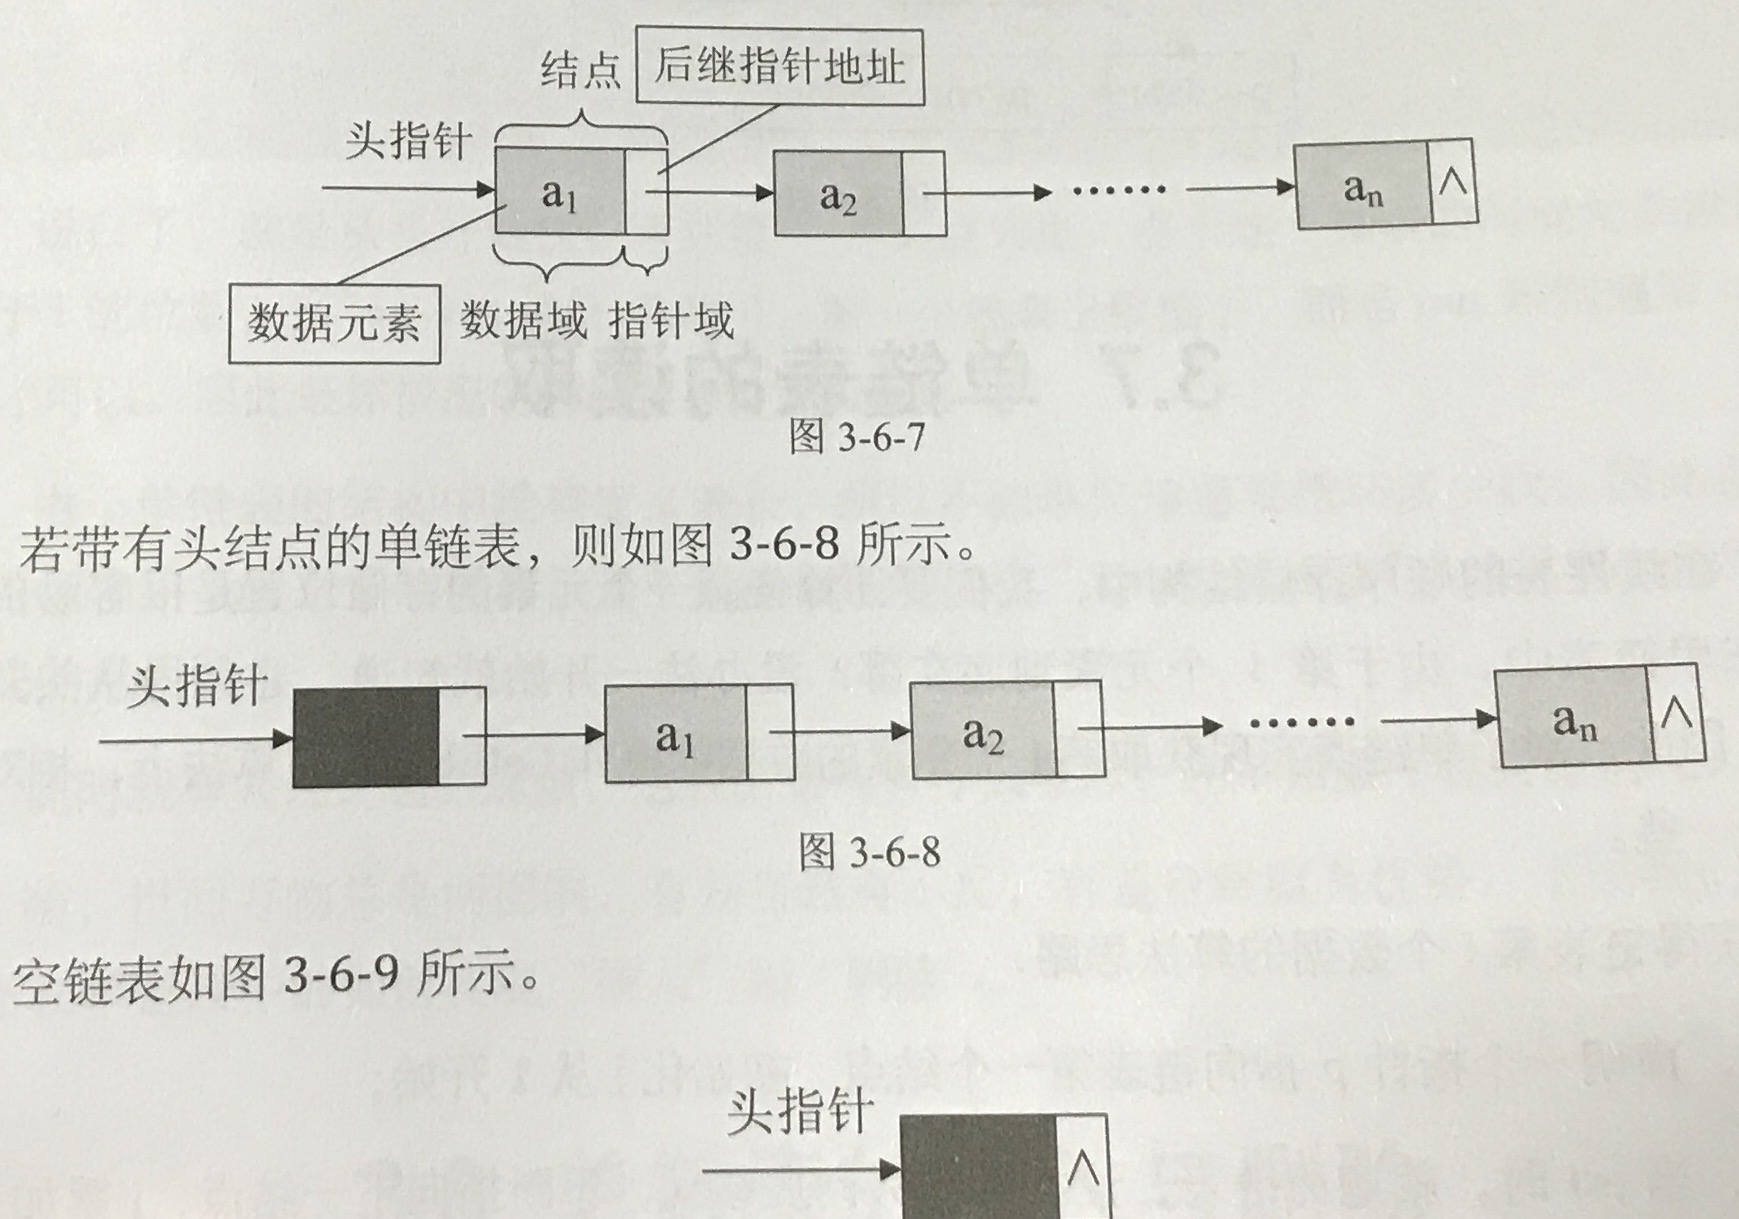 结点 后继指针地址
头指针
a1 a2 …… an ∧
数据元素 数据域 指针域
图 3-6-7
若带有头结点的单链表，则如图 3-6-8 所示。
头指针
a1 a2 …… an ∧
图 3-6-8
空链表如图 3-6-9 所示。
头指针
∧